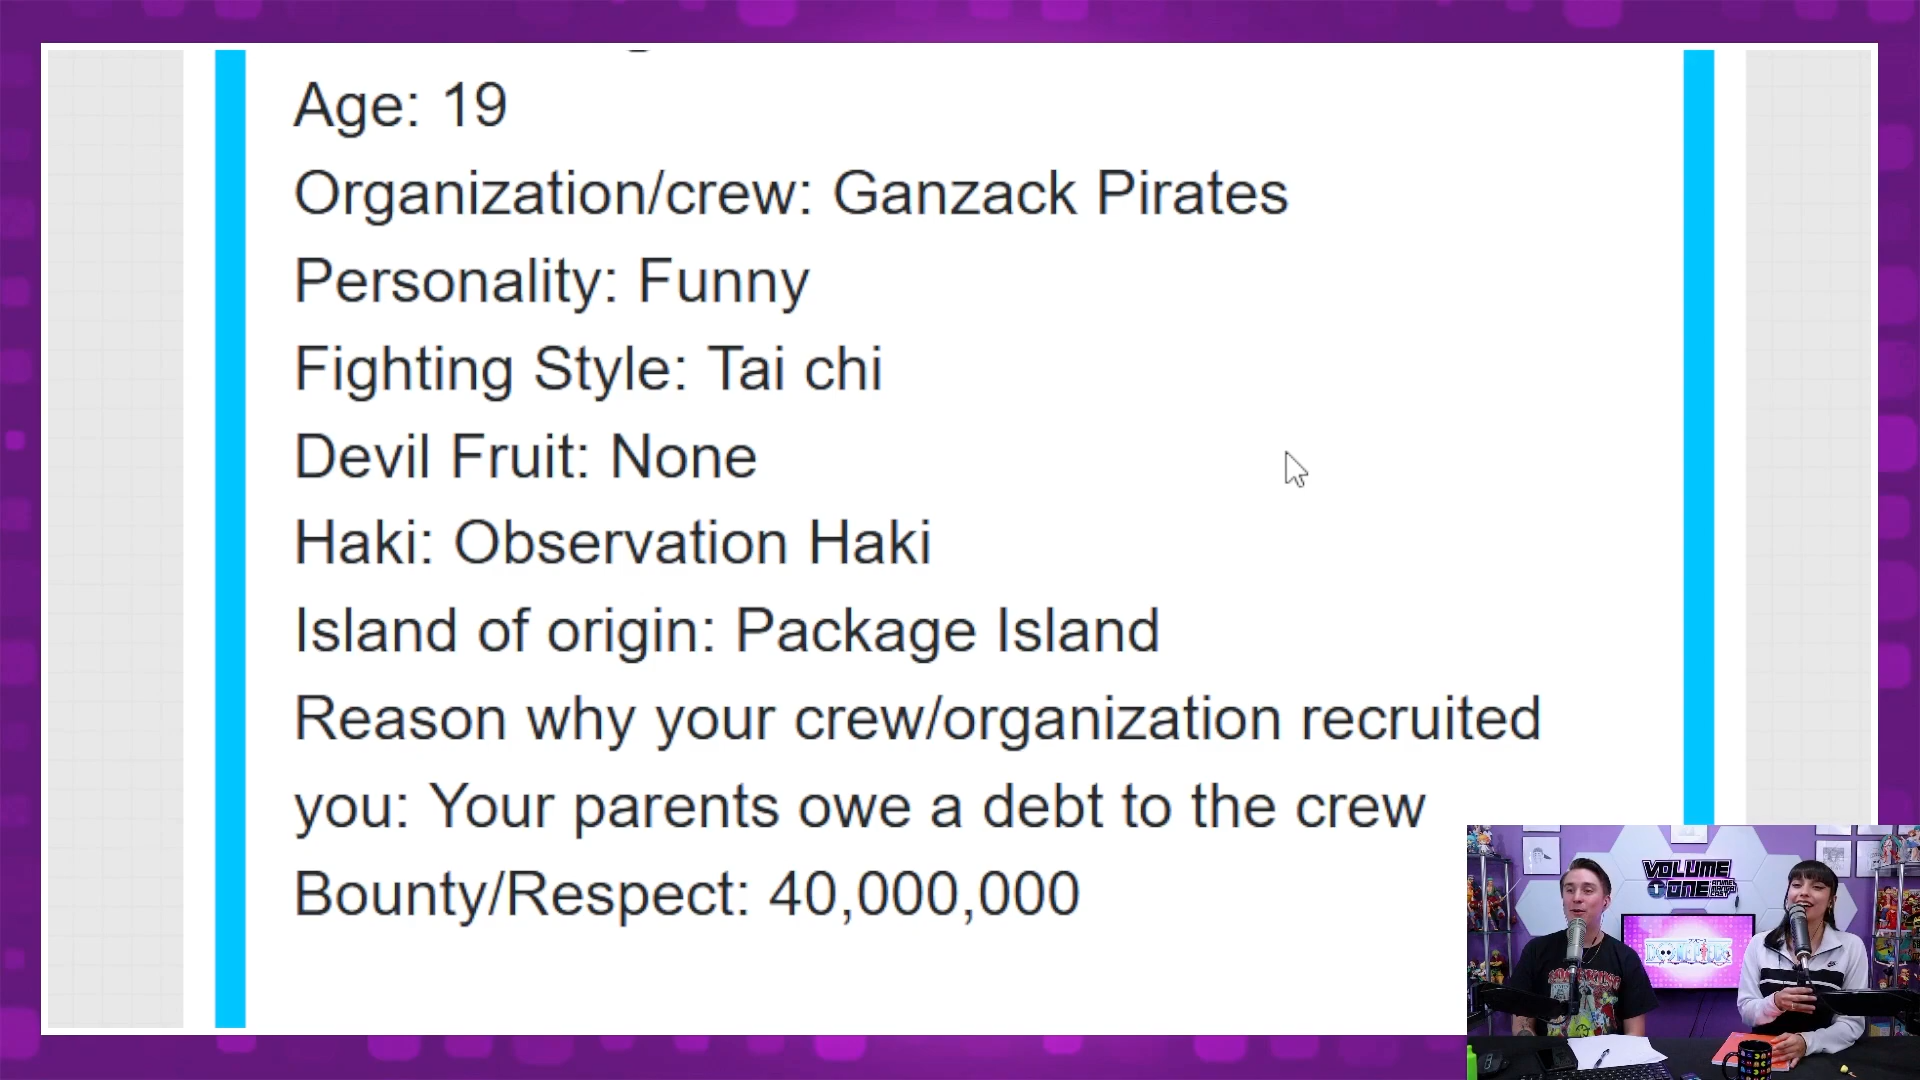 Age: 19
Organization/crew: Ganzack Pirates
Personality: Funny
Fighting Style: Tai chi
Devil Fruit: None
Haki: Observation Haki
Island of origin: Package Island
Reason why your crew/organization recruited
you: Your parents owe a debt to the crew
Bounty/Respect: 40,000,000
VOLUME
ONE